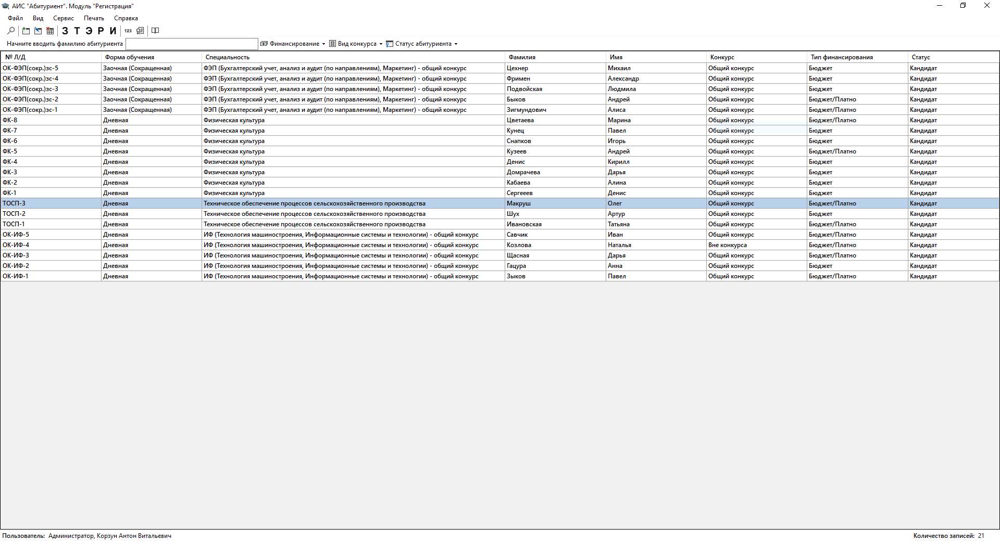 АИС "Абитуриент". Модуль "Регистрация"
Файл Вид Сервис Печать Справка
З Т Э Р И 123
Начните вводить фамилию абитуриента Финансирование Вид конкурса Статус абитуриента
№ Л/Д Форма обучения Специальность Фамилия Имя Конкурс Тип финансирования Статус
ОК-ФЭП(сокр.)зс-5 Заочная (Сокращенная) ФЭП (Бухгалтерский учет, анализ и аудит (по направлениям), Маркетинг) - общий конкурс Цехнер Михаил Общий конкурс Бюджет Кандидат
ОК-ФЭП(сокр.)зс-4 Заочная (Сокращенная) ФЭП (Бухгалтерский учет, анализ и аудит (по направлениям), Маркетинг) - общий конкурс Фримен Александр Общий конкурс Бюджет Кандидат
ОК-ФЭП(сокр.)зс-3 Заочная (Сокращенная) ФЭП (Бухгалтерский учет, анализ и аудит (по направлениям), Маркетинг) - общий конкурс Подвойская Людмила Общий конкурс Бюджет Кандидат
ОК-ФЭП(сокр.)зс-2 Заочная (Сокращенная) ФЭП (Бухгалтерский учет, анализ и аудит (по направлениям), Маркетинг) - общий конкурс Быков Андрей Общий конкурс Бюджет/Платно Кандидат
ОК-ФЭП(сокр.)зс-1 Заочная (Сокращенная) ФЭП (Бухгалтерский учет, анализ и аудит (по направлениям), Маркетинг) - общий конкурс Зигмундович Алиса Общий конкурс Бюджет/Платно Кандидат
ФК-8 Дневная Физическая культура Цветаева Марина Общий конкурс Бюджет/Платно Кандидат
ФК-7 Дневная Физическая культура Кунец Павел Общий конкурс Бюджет Кандидат
ФК-6 Дневная Физическая культура Снапков Игорь Общий конкурс Бюджет Кандидат
ФК-5 Дневная Физическая культура Кузеев Андрей Общий конкурс Бюджет/Платно Кандидат
ФК-4 Дневная Физическая культура Денис Кирилл Общий конкурс Бюджет Кандидат
ФК-3 Дневная Физическая культура Домрачева Дарья Общий конкурс Бюджет Кандидат
ФК-2 Дневная Физическая культура Кабаева Алина Общий конкурс Бюджет Кандидат
ФК-1 Дневная Физическая культура Сергееев Денис Общий конкурс Бюджет Кандидат
ТОСП-3 Дневная Техническое обеспечение процессов сельскохозяйственного производства Макруш Олег Общий конкурс Бюджет/Платно Кандидат
ТОСП-2 Дневная Техническое обеспечение процессов сельскохозяйственного производства Шух Артур Общий конкурс Бюджет Кандидат
ТОСП-1 Дневная Техническое обеспечение процессов сельскохозяйственного производства Ивановская Татьяна Общий конкурс Бюджет/Платно Кандидат
ОК-ИФ-5 Дневная ИФ (Технология машиностроения, Информационные системы и технологии) - общий конкурс Савчик Иван Общий конкурс Бюджет/Платно Кандидат
ОК-ИФ-4 Дневная ИФ (Технология машиностроения, Информационные системы и технологии) - общий конкурс Козлова Наталья Вне конкурса Бюджет/Платно Кандидат
ОК-ИФ-3 Дневная ИФ (Технология машиностроения, Информационные системы и технологии) - общий конкурс Щасная Дарья Общий конкурс Бюджет/Платно Кандидат
ОК-ИФ-2 Дневная ИФ (Технология машиностроения, Информационные системы и технологии) - общий конкурс Гацура Анна Общий конкурс Бюджет Кандидат
ОК-ИФ-1 Дневная ИФ (Технология машиностроения, Информационные системы и технологии) - общий конкурс Зыков Павел Общий конкурс Бюджет/Платно Кандидат
Пользователь: Администратор, Корзун Антон Витальевич Количество записей: 21